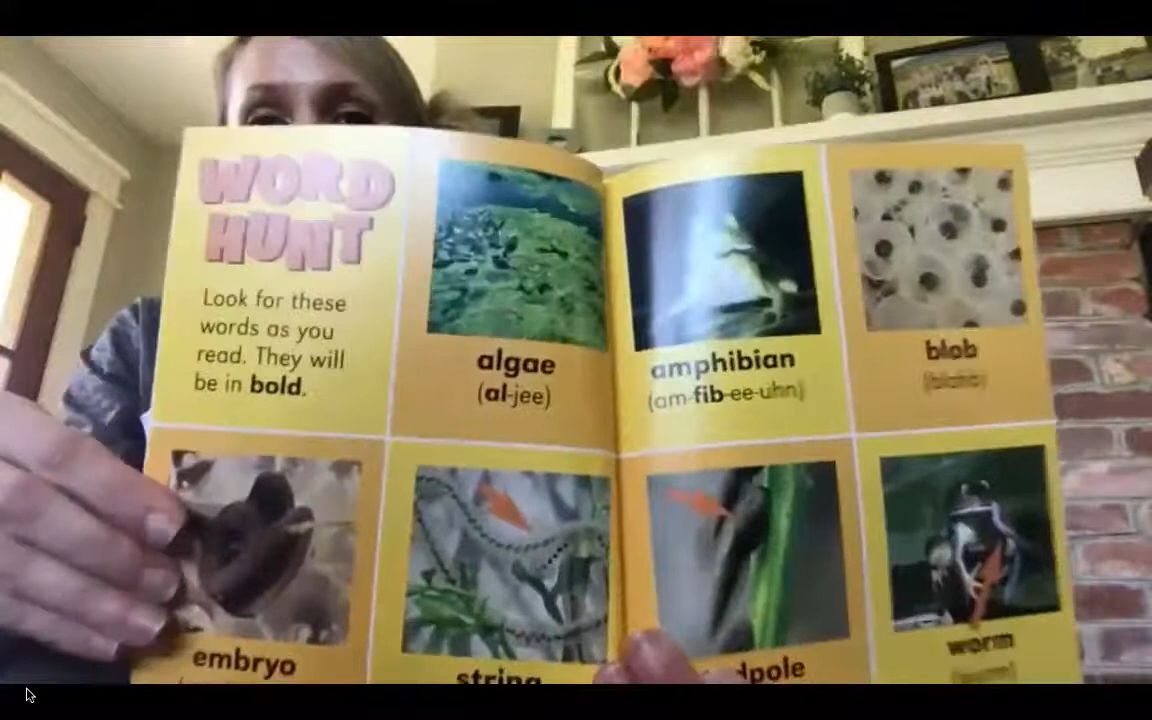 WORD
HUNT
Look for these
words as you
read. They will
be in bold.
algae
(al-jee)
amphibian
(am-fib-ee-uhn)
blob
embryo
string
worm